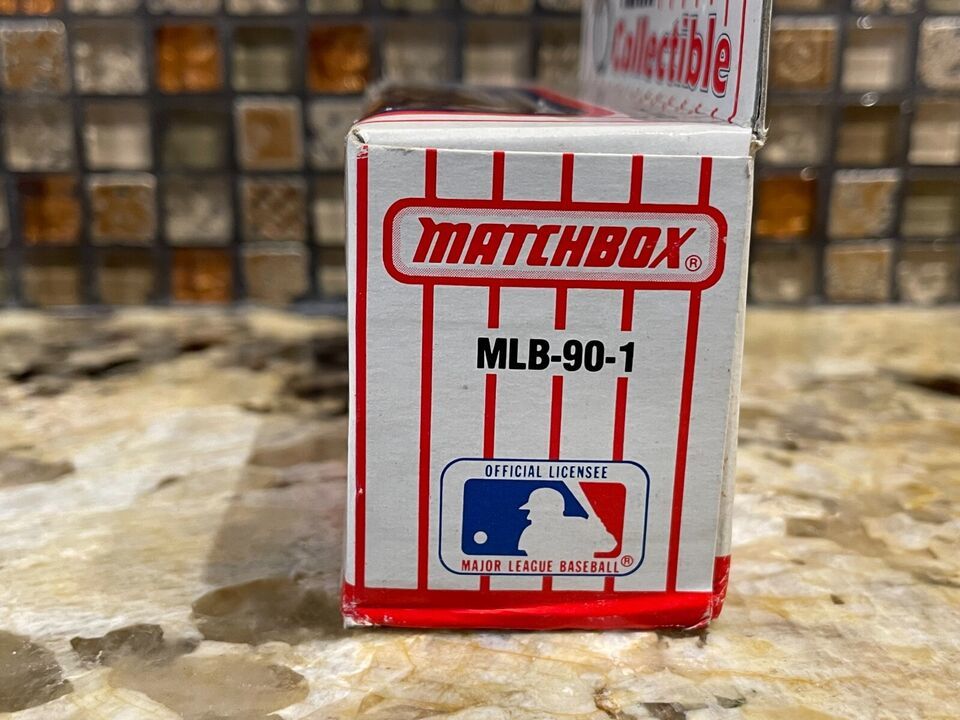 Collectible
MATCHBOX®
MLB-90-1
OFFICIAL LICENSEE
MAJOR LEAGUE BASEBALL®